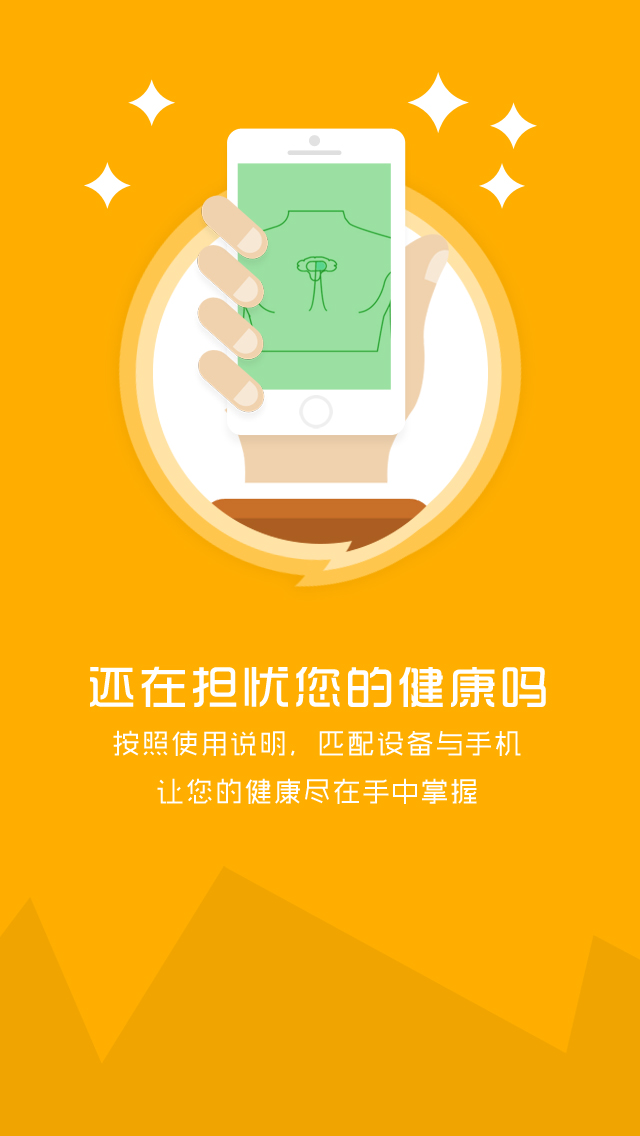 还在担忧您的健康吗
按照使用说明，匹配设备与手机
让您的健康尽在手中掌握